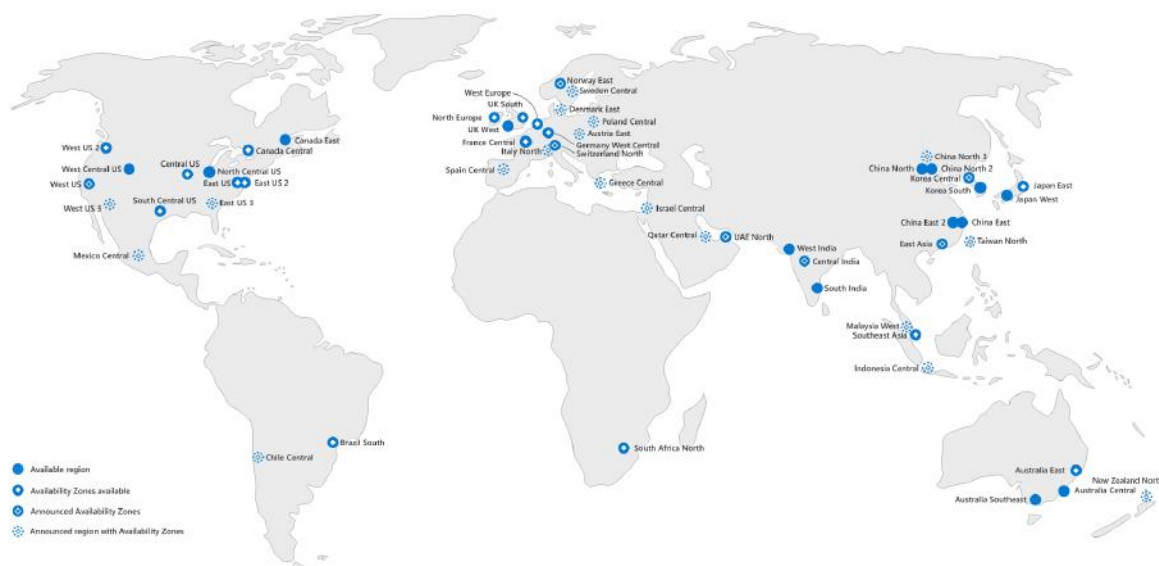 Norway East
Sweden Central
West Europe
UK South
Denmark East
North Europe
Poland Central
UK West
Austria East
France Central
Germany West Central
Italy North
Switzerland North
Spain Central
Greece Central
Israel Central
Qatar Central
UAE North
Canada East
West US 2
Canada Central
Central US
West Central US
North Central US
West US
East US
East US 2
South Central US
West US 3
East US 3
Mexico Central
China North 3
China North
China North 2
Korea Central
Korea South
Japan East
Japan West
China East 2
China East
Taiwan North
East Asia
West India
Central India
South India
Malaysia West
Southeast Asia
Indonesia Central
Brazil South
Chile Central
South Africa North
Australia East
New Zealand Nort
Australia Central
Australia Southeast
Available region
Availability Zones available
Announced Availability Zones
Announced region with Availability Zones